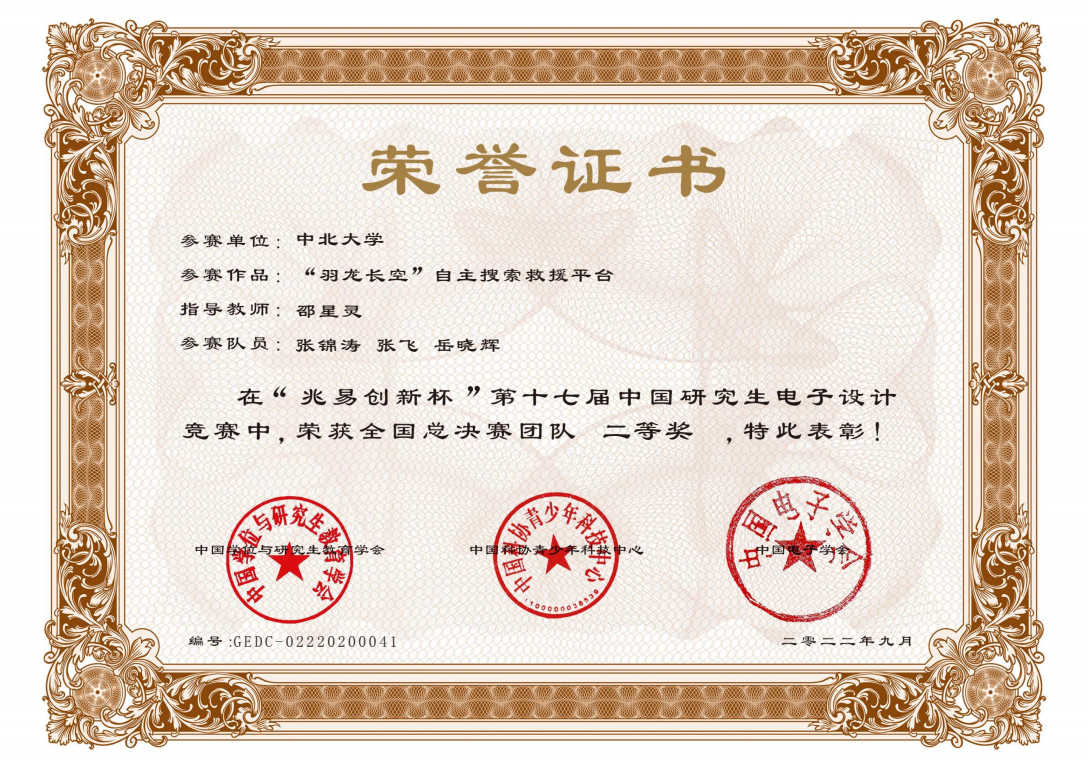 荣誉证书
参赛单位：中北大学
参赛作品：“羽龙长空”自主搜索救援平台
指导教师：邵星灵
参赛队员：张锦涛 张飞 岳晓辉
在“兆易创新杯”第十七届中国研究生电子设计
竞赛中，荣获全国总决赛团队 二等奖 ，特此表彰！
中国学位与研究生教育学会
中国学位与研究生教育学会
中国科协青少年科技中心
中国科协青少年科技中心
1100000038539
中国电子学会
中国电子学会
编号:GEDC-02220200041
二零二二年九月